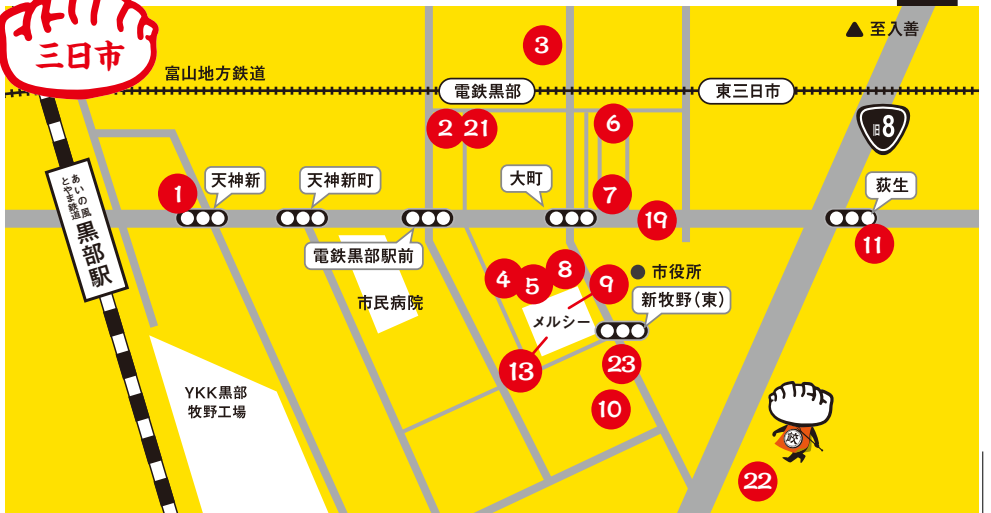 三日市
富山地方鉄道
電鉄黒部
東三日市
▲ 至入善
旧8
3
2
21
6
1
天神新
天神新町
大町
7
荻生
19
11
あいの風
とやま鉄道
黒部駅
電鉄黒部駅前
市民病院
4
5
8
9
市役所
新牧野(東)
メルシー
13
23
10
YKK黒部
牧野工場
餃
22